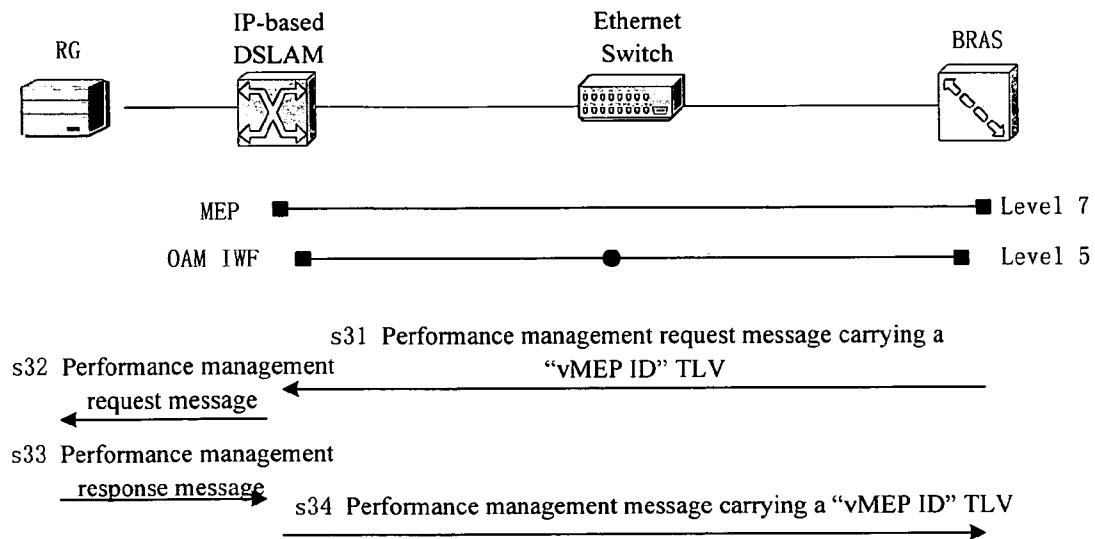 RG
IP-based
DSLAM
Ethernet
Switch
BRAS
MEP
Level 7
OAM IWF
Level 5
s31 Performance management request message carrying a
“vMEP ID” TLV
s32 Performance management
request message
s33 Performance management
response message
s34 Performance management message carrying a “vMEP ID” TLV